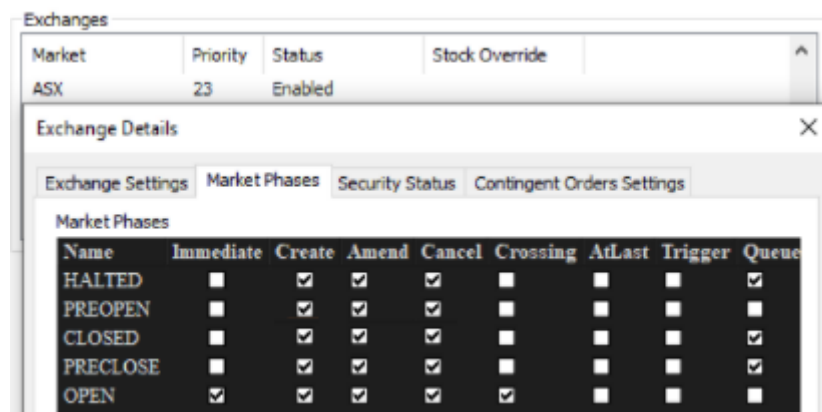 Exchanges
Market Priority Status Stock Override
ASX 23 Enabled
Exchange Details
Exchange Settings Market Phases Security Status Contingent Orders Settings
Market Phases
Name Immediate Create Amend Cancel Crossing AtLast Trigger Queue
HALTED
PREOPEN
CLOSED
PRECLOSE
OPEN